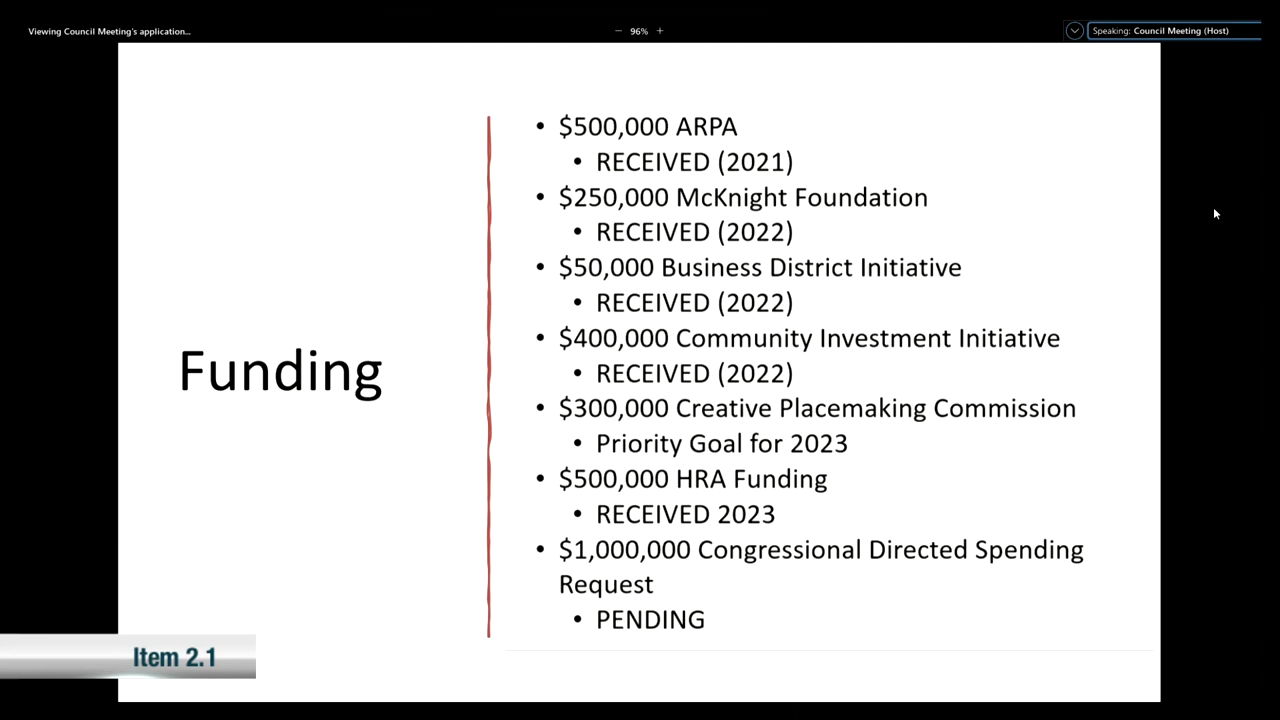 Viewing Council Meeting's application...
— 96% +
Speaking: Council Meeting (Host)
Funding
• $500,000 ARPA
• RECEIVED (2021)
• $250,000 McKnight Foundation
• RECEIVED (2022)
• $50,000 Business District Initiative
• RECEIVED (2022)
• $400,000 Community Investment Initiative
• RECEIVED (2022)
• $300,000 Creative Placemaking Commission
• Priority Goal for 2023
• $500,000 HRA Funding
• RECEIVED 2023
• $1,000,000 Congressional Directed Spending
Request
• PENDING
Item 2.1